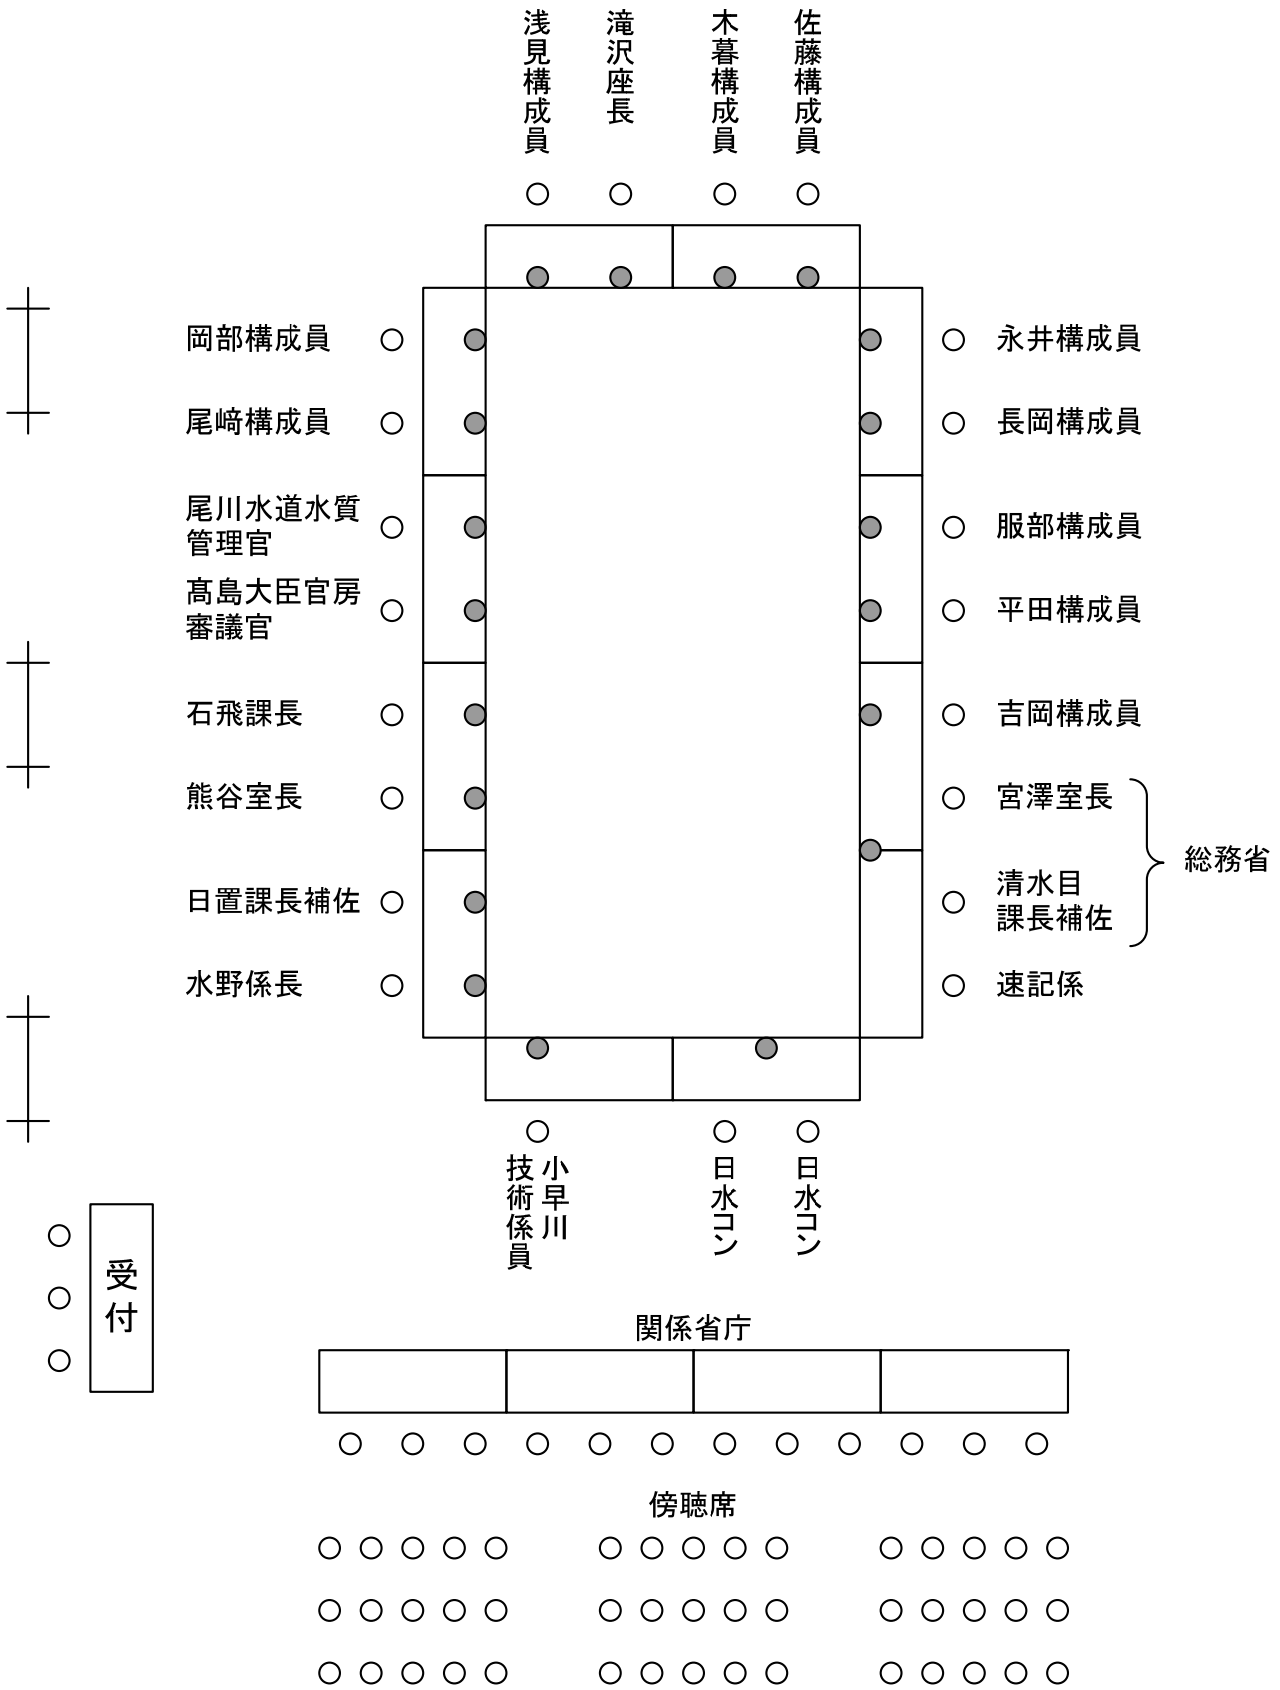 浅見構成員
滝沢座長
木暮構成員
佐藤構成員
岡部構成員
尾﨑構成員
尾川水道水質
管理官
髙島大臣官房
審議官
石飛課長
熊谷室長
日置課長補佐
水野係長
永井構成員
長岡構成員
服部構成員
平田構成員
吉岡構成員
宮澤室長
清水目
課長補佐
総務省
速記係
小早川
技術係員
日水コン
日水コン
受付
関係省庁
傍聴席